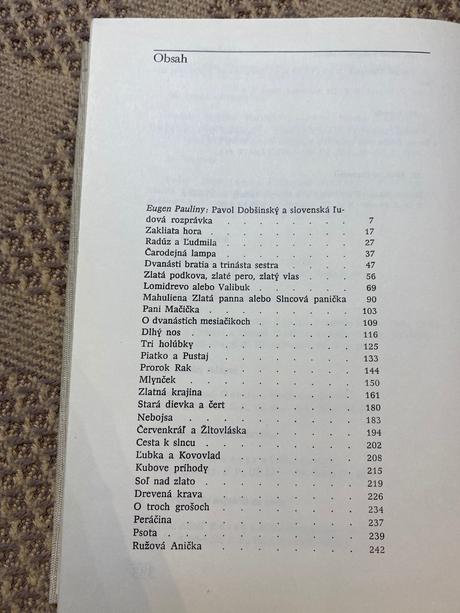 Obsah
Eugen Pauliny: Pavol Dobšinský a slovenská ľu-
dová rozprávka . . . . . . . . 7
Zakliata hora . . . . . . . . 17
Radúz a Ľudmila . . . . . . . . 27
Čarodejná lampa . . . . . . . . 37
Dvanásti bratia a trinásta sestra . . . . . 47
Zlatá podkova, zlaté pero, zlatý vlas . . . . 56
Lomidrevo alebo Valibuk . . . . . . 69
Mahuliena Zlatá panna alebo Slncová panička 90
Pani Mačička . . . . . . . . 103
O dvanástich mesiačikoch . . . . . . 109
Dlhý nos . . . . . . . . . 116
Tri holúbky . . . . . . . . 125
Piatko a Pustaj . . . . . . . . 133
Prorok Rak . . . . . . . . 144
Mlynček . . . . . . . . . 150
Zlatná krajina . . . . . . . . 161
Stará dievka a čert . . . . . . . 180
Nebojsa . . . . . . . . . 183
Červenkráľ a Žltovláska . . . . . . 194
Cesta k slncu . . . . . . . . 202
Ľubka a Kovovlad . . . . . . . 208
Kubove príhody . . . . . . . . 215
Soľ nad zlato . . . . . . . . 219
Drevená krava . . . . . . . . 226
O troch grošoch . . . . . . . . 234
Peráčina . . . . . . . . . 237
Psota . . . . . . . . . . 239
Ružová Anička . . . . . . . . 242